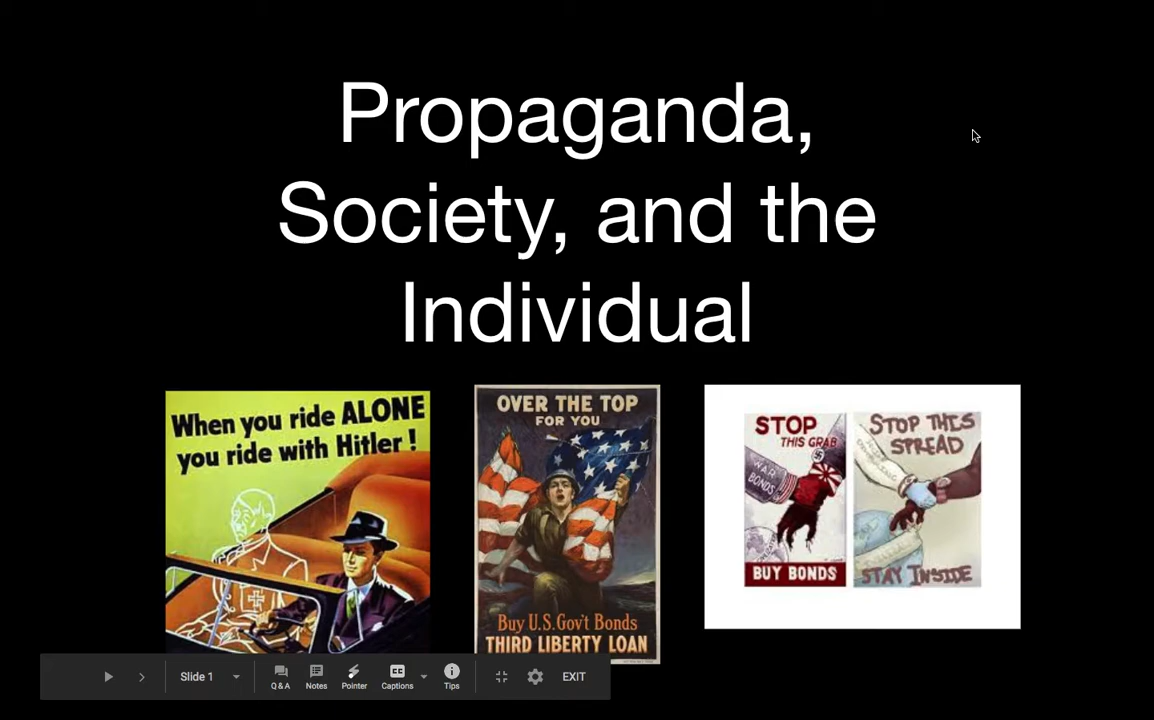 Propaganda,
Society, and the
Individual
When you ride ALONE
you ride with Hitler !
OVER THE TOP
FOR YOU
Buy U.S. Gov't Bonds
THIRD LIBERTY LOAN
STOP
THIS GRAB
WAR
BONDS
BUY BONDS
STOP THIS
SPREAD
STAY INSIDE
Slide 1
Q & A
Notes
Pointer
Captions
Tips
EXIT